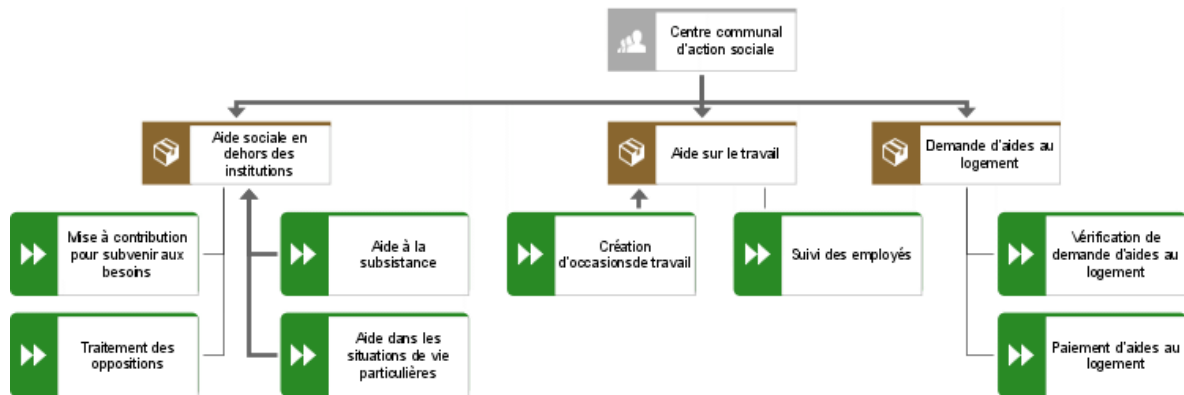 Centre communal
d'action sociale
Aide sociale en
dehors des
institutions
Aide sur le travail
Demande d'aides au
logement
Mise à contribution
pour subvenir aux
besoins
Aide à la
subsistance
Création
d'occasions de travail
Suivi des employés
Vérification de
demande d'aides au
logement
Traitement des
oppositions
Aide dans les
situations de vie
particulières
Paiement d'aides au
logement